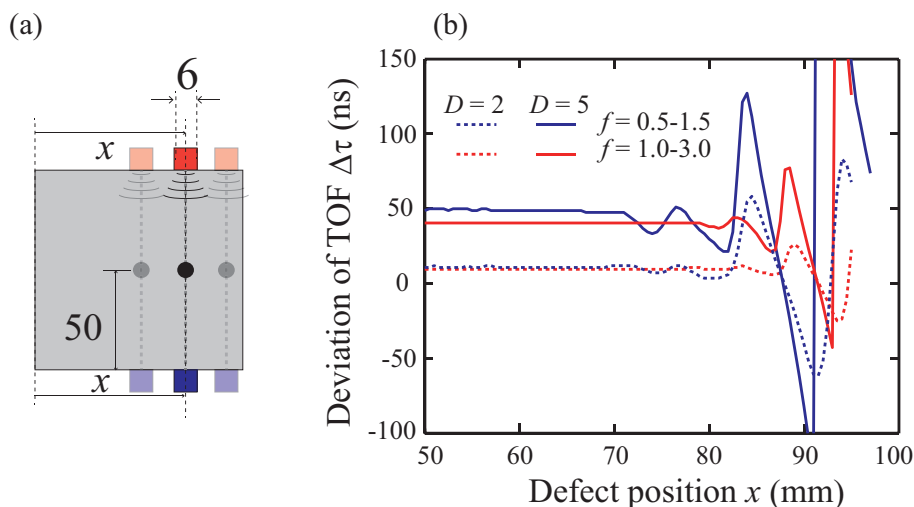 (a)
6
x
50
x
(b)
Deviation of TOF Δτ (ns)
150
100
50
0
-50
-100
D = 2 D = 5
f = 0.5-1.5
f = 1.0-3.0
50 60 70 80 90 100
Defect position x (mm)